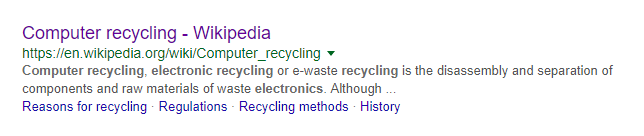 Computer recycling - Wikipedia
https://en.wikipedia.org/wiki/Computer_recycling
Computer recycling, electronic recycling or e-waste recycling is the disassembly and separation of
components and raw materials of waste electronics. Although ...
Reasons for recycling · Regulations · Recycling methods · History